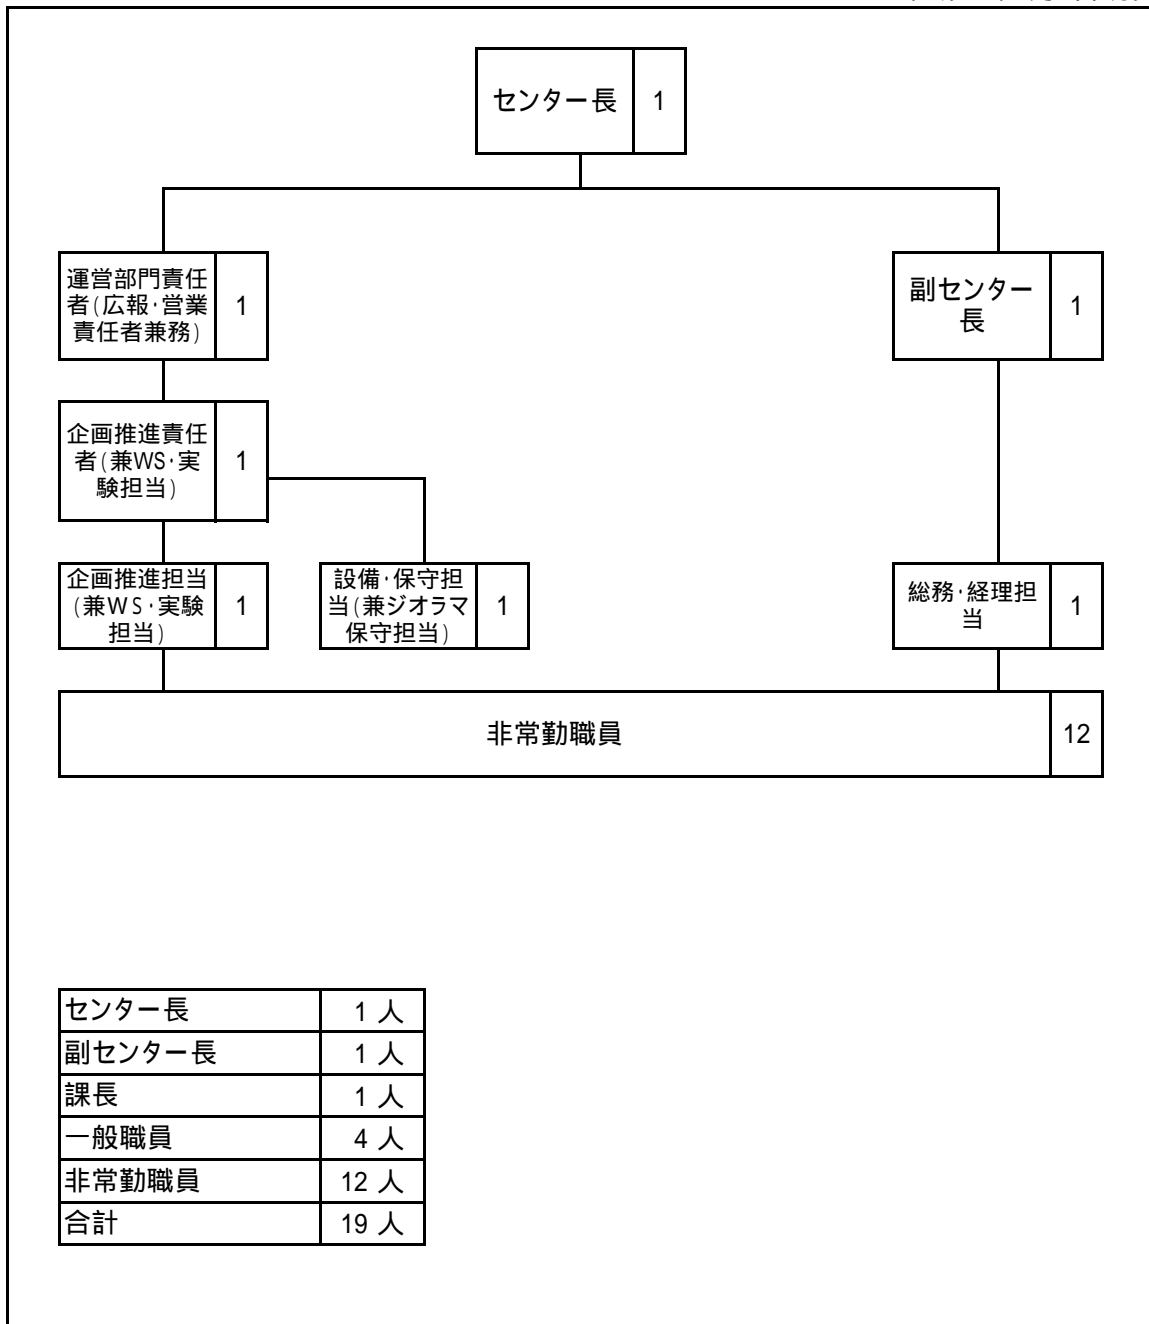 センター長 1
運営部門責任
者(広報・営業
責任者兼務)
1
副センター
長
1
企画推進責任
者(兼WS・実
験担当)
1
企画推進担当
(兼WS・実験
担当)
1
設備・保守担
当(兼ジオラマ
保守担当)
1
総務・経理担
当
1
非常勤職員 12
センター長 1 人
副センター長 1 人
課長 1 人
一般職員 4 人
非常勤職員 12 人
合計 19 人